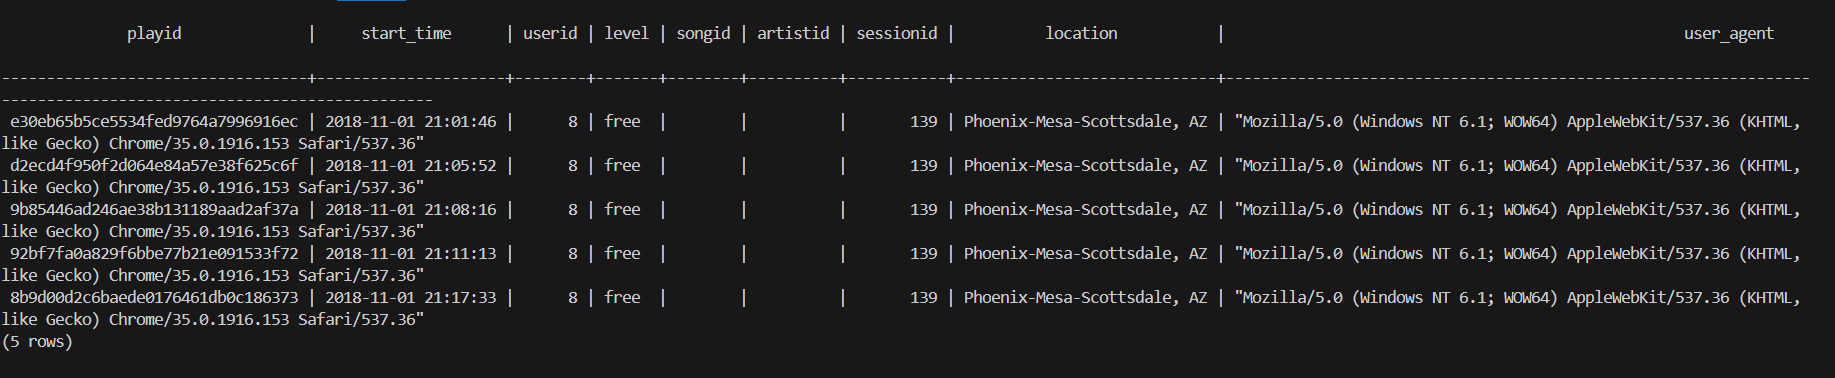 playid | start_time | userid | level | songid | artistid | sessionid | location | user_agent
----------------------------------+---------------------+--------+-------+--------+----------+-----------+-----------------------------+-----------------------------------------------------------------
------------------------------------------------
e30eb65b5ce5534fed9764a7996916ec | 2018-11-01 21:01:46 | 8 | free | | | 139 | Phoenix-Mesa-Scottsdale, AZ | "Mozilla/5.0 (Windows NT 6.1; WOW64) AppleWebKit/537.36 (KHTML,
like Gecko) Chrome/35.0.1916.153 Safari/537.36"
d2ecd4f950f2d064e84a57e38f625c6f | 2018-11-01 21:05:52 | 8 | free | | | 139 | Phoenix-Mesa-Scottsdale, AZ | "Mozilla/5.0 (Windows NT 6.1; WOW64) AppleWebKit/537.36 (KHTML,
like Gecko) Chrome/35.0.1916.153 Safari/537.36"
9b85446ad246ae38b131189aad2af37a | 2018-11-01 21:08:16 | 8 | free | | | 139 | Phoenix-Mesa-Scottsdale, AZ | "Mozilla/5.0 (Windows NT 6.1; WOW64) AppleWebKit/537.36 (KHTML,
like Gecko) Chrome/35.0.1916.153 Safari/537.36"
92bf7fa0a829f6bbe77b21e091533f72 | 2018-11-01 21:11:13 | 8 | free | | | 139 | Phoenix-Mesa-Scottsdale, AZ | "Mozilla/5.0 (Windows NT 6.1; WOW64) AppleWebKit/537.36 (KHTML,
like Gecko) Chrome/35.0.1916.153 Safari/537.36"
8b9d00d2c6baede0176461db0c186373 | 2018-11-01 21:17:33 | 8 | free | | | 139 | Phoenix-Mesa-Scottsdale, AZ | "Mozilla/5.0 (Windows NT 6.1; WOW64) AppleWebKit/537.36 (KHTML,
like Gecko) Chrome/35.0.1916.153 Safari/537.36"
(5 rows)